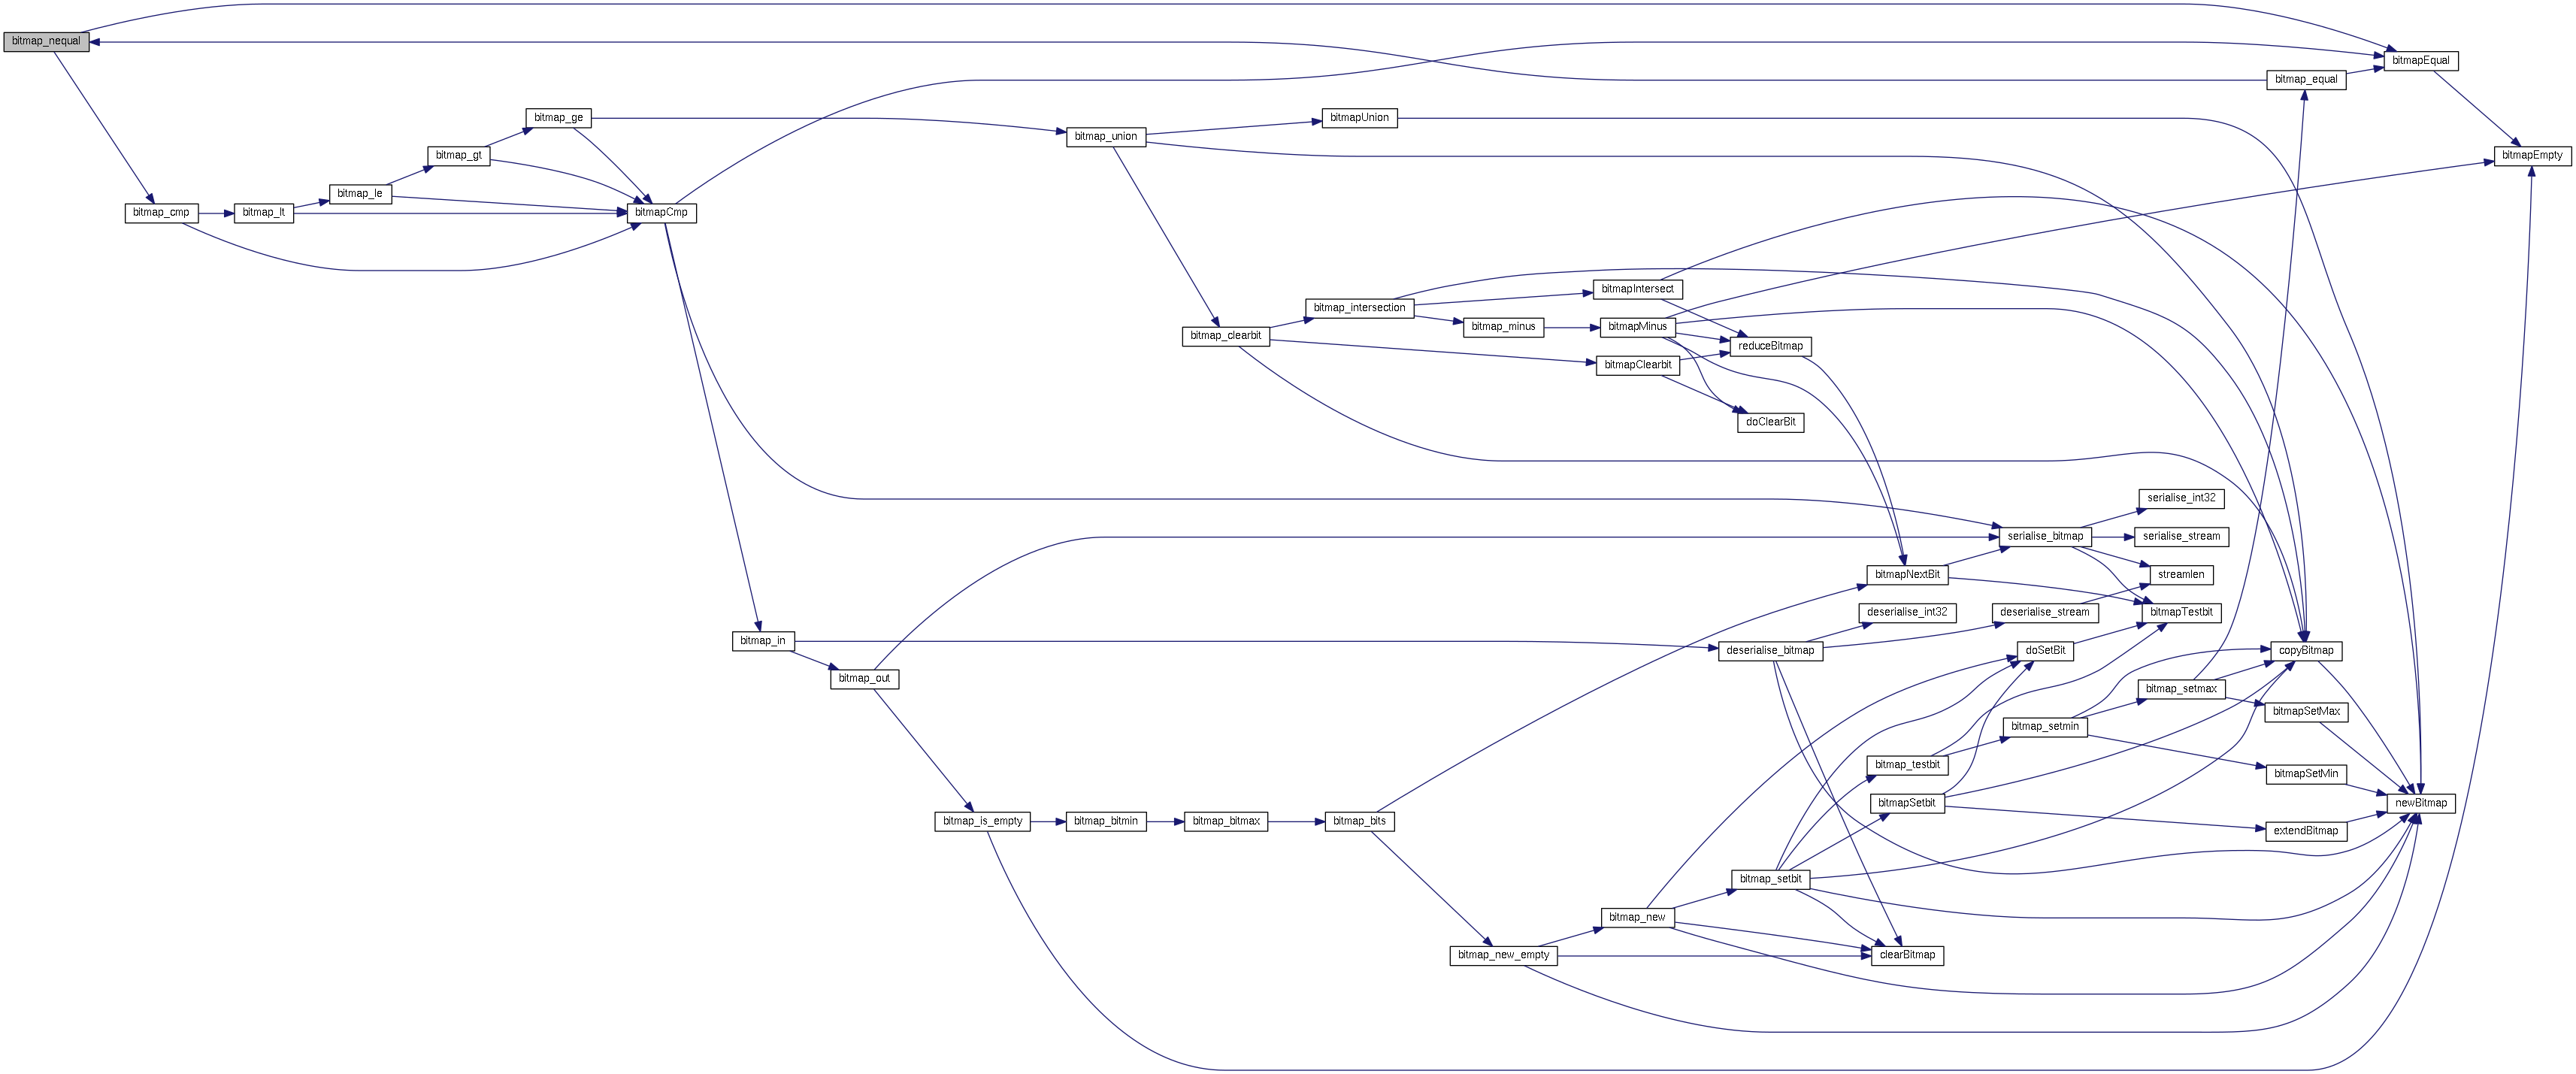 bitmap_nequal
bitmapEqual
bitmap_equal
bitmap_ge
bitmapUnion
bitmap_union
bitmap_gt
bitmapEmpty
bitmap_le
bitmap_cmp
bitmap_lt
bitmapCmp
bitmapIntersect
bitmap_intersection
bitmap_minus
bitmapMinus
bitmap_clearbit
reduceBitmap
bitmapClearbit
doClearBit
serialise_int32
serialise_bitmap
serialise_stream
bitmapNextBit
streamlen
deserialise_int32
deserialise_stream
bitmapTestbit
bitmap_in
deserialise_bitmap
doSetBit
copyBitmap
bitmap_out
bitmap_setmax
bitmapSetMax
bitmap_setmin
bitmap_testbit
bitmapSetMin
bitmapSetbit
newBitmap
bitmap_is_empty
bitmap_bitmin
bitmap_bitmax
bitmap_bits
extendBitmap
bitmap_setbit
bitmap_new
bitmap_new_empty
clearBitmap